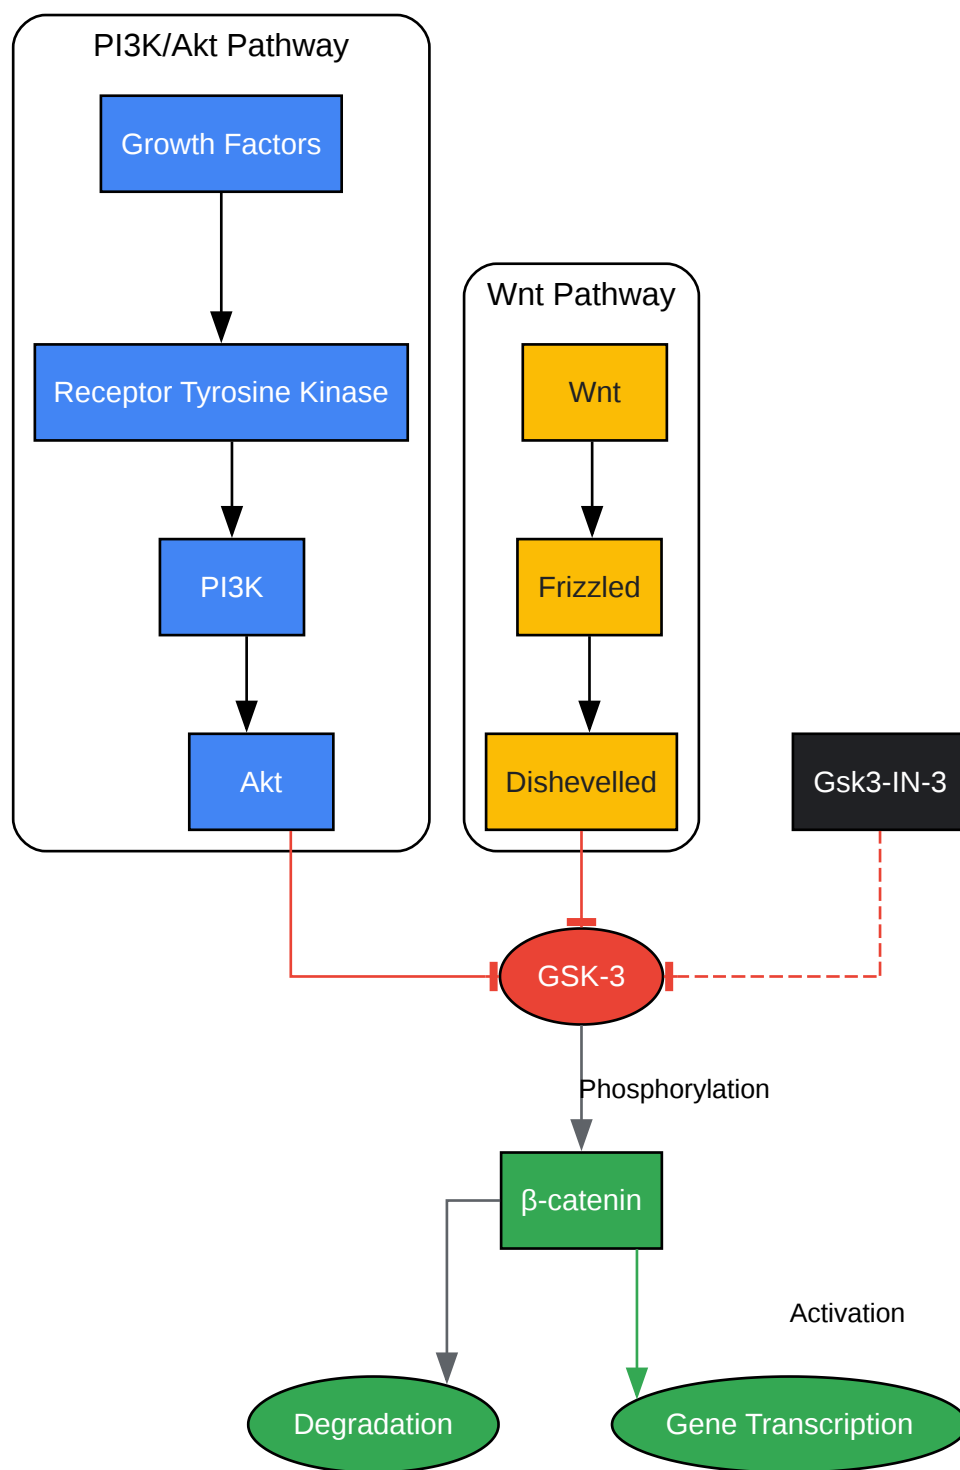 PI3K/Akt Pathway
Growth Factors
Wnt Pathway
Receptor Tyrosine Kinase
Wnt
PI3K
Frizzled
Akt
Dishevelled
Gsk3-IN-3
GSK-3
Phosphorylation
β-catenin
Activation
Degradation
Gene Transcription